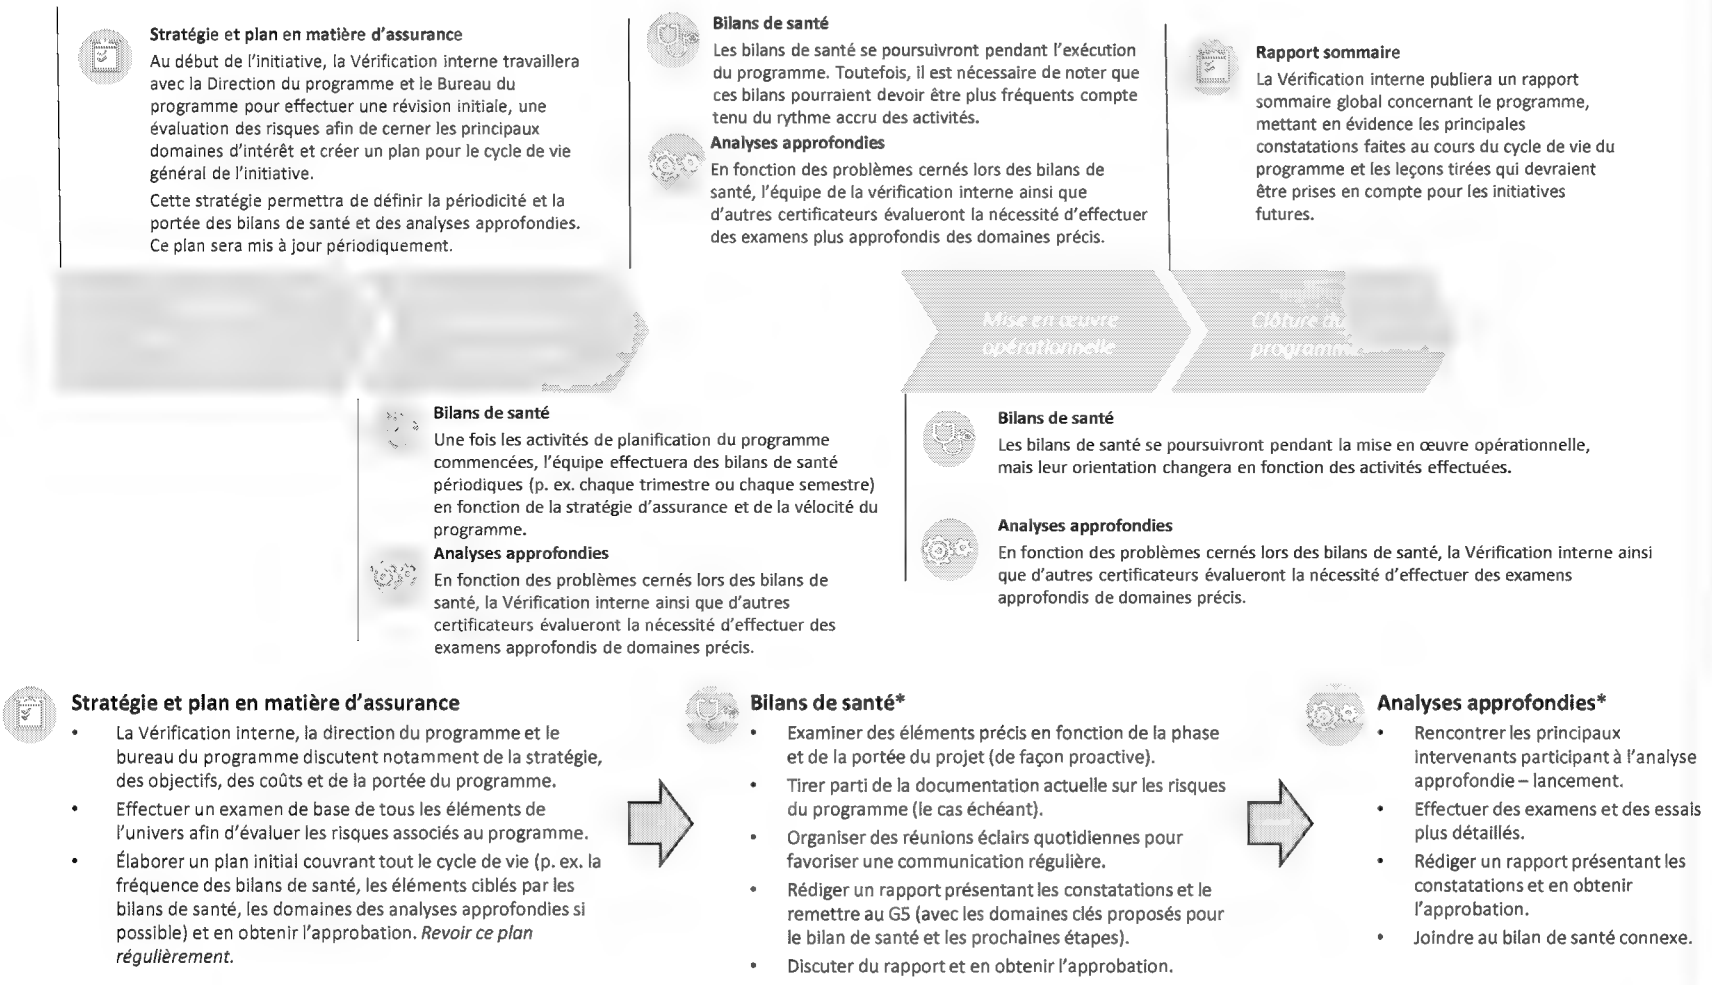 Stratégie et plan en matière d'assurance
Au début de l'initiative, la Vérification interne travaillera
avec la Direction du programme et le Bureau du
programme pour effectuer une révision initiale, une
évaluation des risques afin de cerner les principaux
domaines d'intérêt et créer un plan pour le cycle de vie
général de l'initiative.
Cette stratégie permettra de définir la périodicité et la
portée des bilans de santé et des analyses approfondies.
Ce plan sera mis à jour périodiquement.
Bilans de santé
Les bilans de santé se poursuivront pendant l'exécution
du programme. Toutefois, il est nécessaire de noter que
ces bilans pourraient devoir être plus fréquents compte
tenu du rythme accru des activités.
Analyses approfondies
En fonction des problèmes cernés lors des bilans de
santé, l'équipe de la vérification interne ainsi que
d'autres certificateurs évalueront la nécessité d'effectuer
des examens plus approfondis des domaines précis.
Rapport sommaire
La Vérification interne publiera un rapport
sommaire global concernant le programme,
mettant en évidence les principales
constatations faites au cours du cycle de vie du
programme et les leçons tirées qui devraient
être prises en compte pour les initiatives
futures.
Mise en œuvre
opérationnelle
Clôture du
programm
Bilans de santé
Une fois les activités de planification du programme
commencées, l'équipe effectuera des bilans de santé
périodiques (p. ex. chaque trimestre ou chaque semestre)
en fonction de la stratégie d'assurance et de la vélocité du
programme.
Analyses approfondies
En fonction des problèmes cernés lors des bilans de
santé, la Vérification interne ainsi que d'autres
certificateurs évalueront la nécessité d'effectuer des
examens approfondis de domaines précis.
Bilans de santé
Les bilans de santé se poursuivront pendant la mise en œuvre opérationnelle,
mais leur orientation changera en fonction des activités effectuées.
Analyses approfondies
En fonction des problèmes cernés lors des bilans de santé, la Vérification interne ainsi
que d'autres certificateurs évalueront la nécessité d'effectuer des examens
approfondis de domaines précis.
Stratégie et plan en matière d'assurance
• La Vérification interne, la direction du programme et le
bureau du programme discutent notamment de la stratégie,
des objectifs, des coûts et de la portée du programme.
• Effectuer un examen de base de tous les éléments de
l'univers afin d'évaluer les risques associés au programme.
• Élaborer un plan initial couvrant tout le cycle de vie (p. ex. la
fréquence des bilans de santé, les éléments ciblés par les
bilans de santé, les domaines des analyses approfondies si
possible) et en obtenir l'approbation. Revoir ce plan
régulièrement.
Bilans de santé*
• Examiner des éléments précis en fonction de la phase
et de la portée du projet (de façon proactive).
• Tirer parti de la documentation actuelle sur les risques
du programme (le cas échéant).
• Organiser des réunions éclairs quotidiennes pour
favoriser une communication régulière.
• Rédiger un rapport présentant les constatations et le
remettre au G5 (avec les domaines clés proposés pour
le bilan de santé et les prochaines étapes).
• Discuter du rapport et en obtenir l'approbation.
Analyses approfondies*
• Rencontrer les principaux
intervenants participant à l'analyse
approfondie – lancement.
• Effectuer des examens et des essais
plus détaillés.
• Rédiger un rapport présentant les
constatations et en obtenir
l'approbation.
• Joindre au bilan de santé connexe.